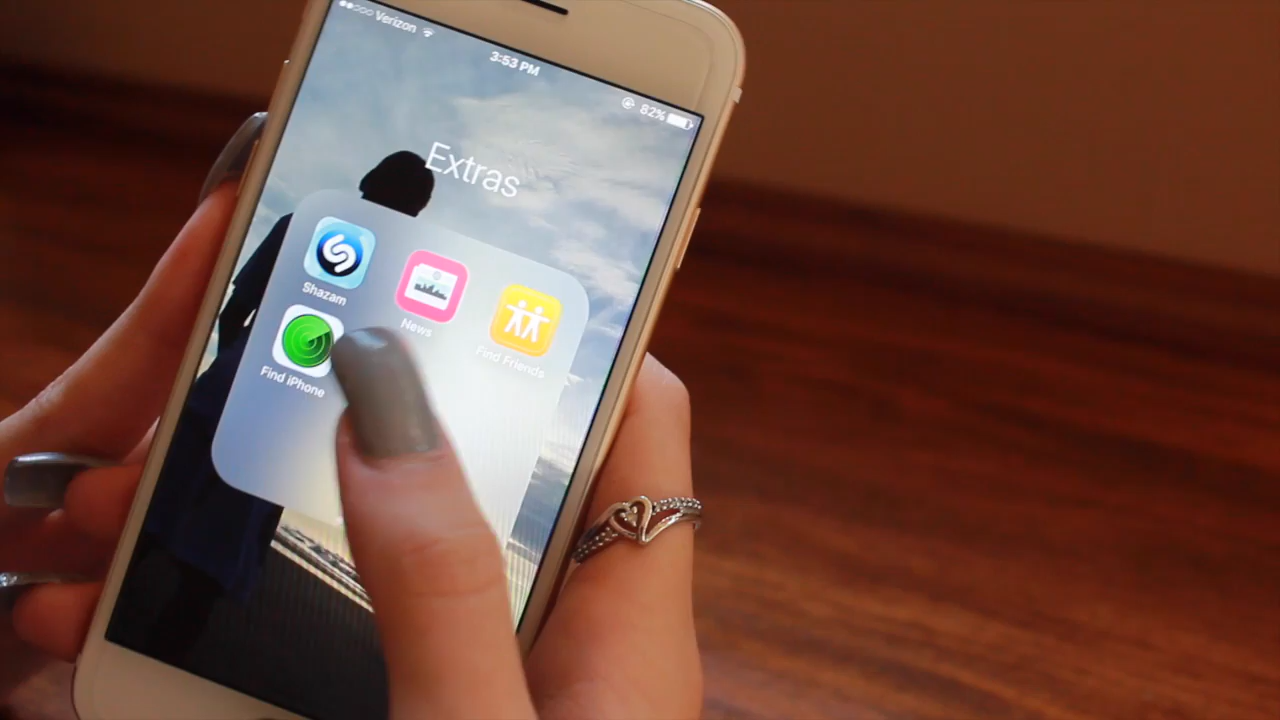 Verizon
3:53 PM
82%
Extras
Shazam
News
Find Friends
Find iPhone